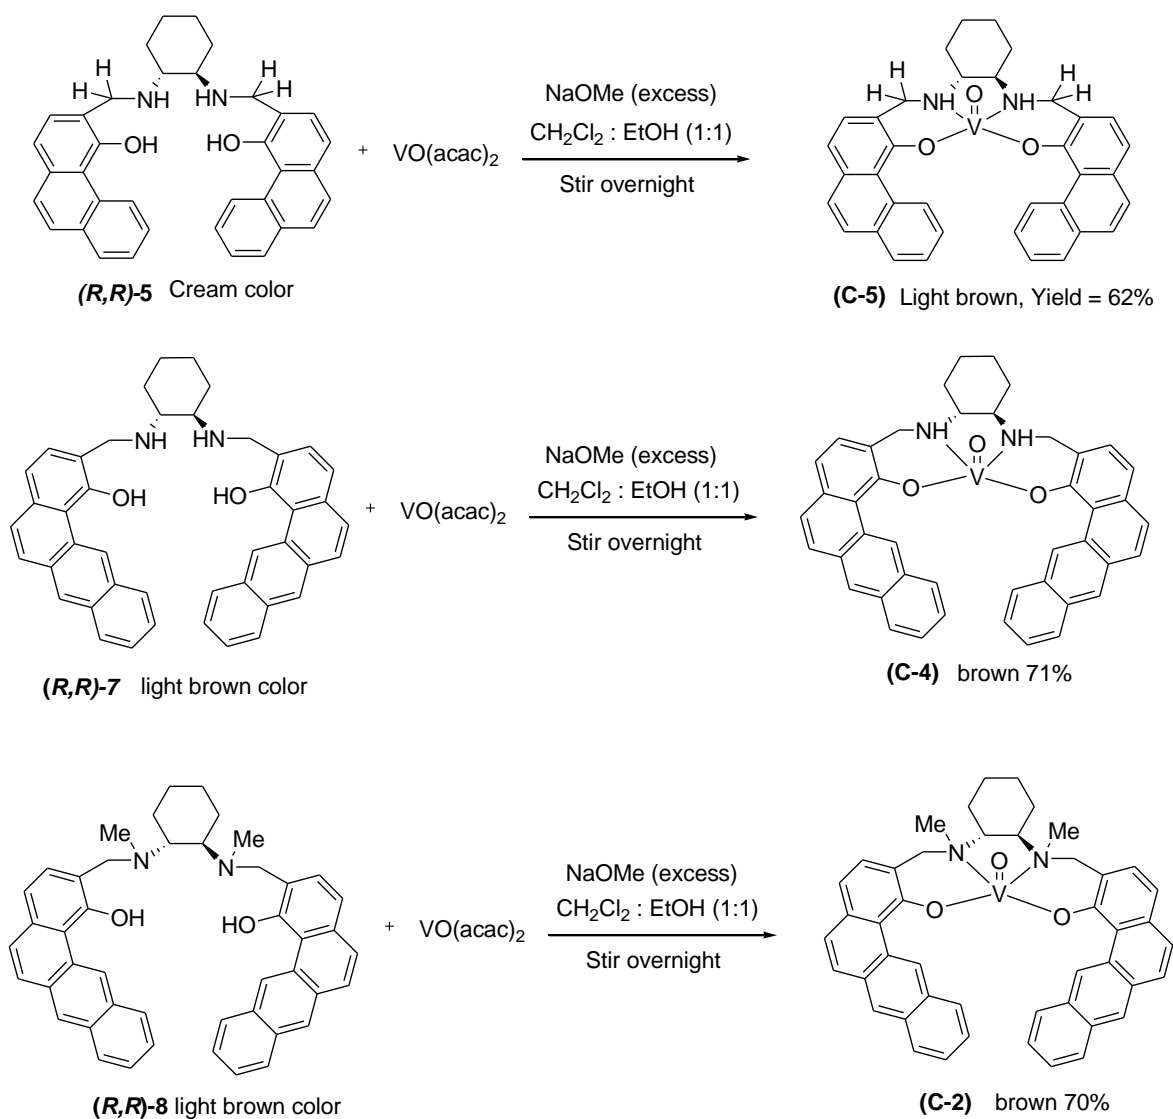 H H NH HN H H
OH HO
+ VO(acac)2
NaOMe (excess)
CH2Cl2 : EtOH (1:1)
Stir overnight
H H NH O NH H H
V
O O
(R,R)-5 Cream color
(C-5) Light brown, Yield = 62%
NH HN
OH HO
+ VO(acac)2
NaOMe (excess)
CH2Cl2 : EtOH (1:1)
Stir overnight
NH O NH
V
O O
(R,R)-7 light brown color
(C-4) brown 71%
Me N N Me
OH HO
+ VO(acac)2
NaOMe (excess)
CH2Cl2 : EtOH (1:1)
Stir overnight
Me N O N Me
V
O O
(R,R)-8 light brown color
(C-2) brown 70%